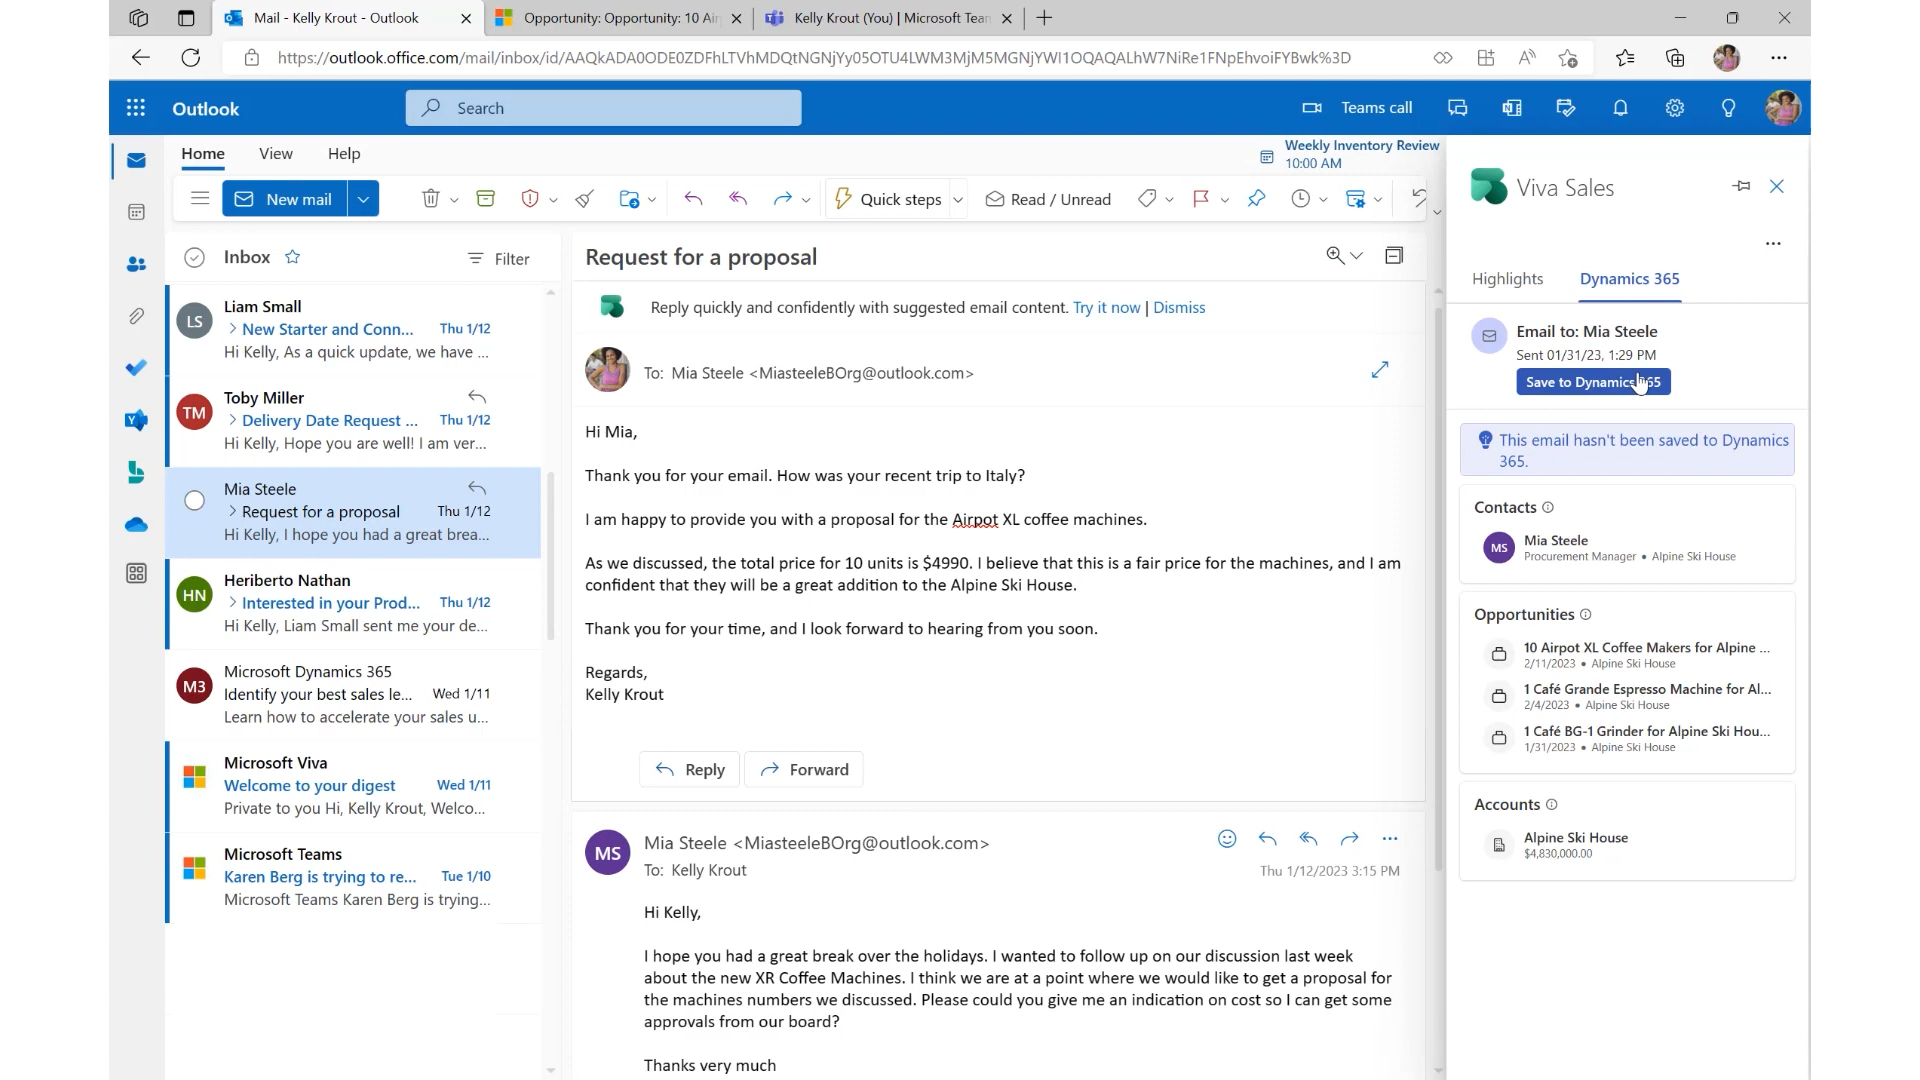 Mail - Kelly Krout - Outlook
Opportunity: Opportunity: 10 Air
Kelly Krout (You) | Microsoft Team
https://outlook.office.com/mail/inbox/id/AAQkADA0ODE0ZDFhLTVhMDQtNGNjYy05OTU4LWM3MjM5MGNjYWI1OQAQALhW7NiRe1FNpEhvoiFYBwk%3D
Outlook
Search
Teams call
Home
View
Help
Weekly Inventory Review
10:00 AM
New mail
Quick steps
Read / Unread
Inbox
Filter
LS
Liam Small
New Starter and Conn... Thu 1/12
Hi Kelly, As a quick update, we have ...
TM
Toby Miller
Delivery Date Request ... Thu 1/12
Hi Kelly, Hope you are well! I am ver...
Mia Steele
Request for a proposal Thu 1/12
Hi Kelly, I hope you had a great brea...
HN
Heriberto Nathan
Interested in your Prod... Thu 1/12
Hi Kelly, Liam Small sent me your de...
M3
Microsoft Dynamics 365
Identify your best sales le... Wed 1/11
Learn how to accelerate your sales u...
Microsoft Viva
Welcome to your digest Wed 1/11
Private to you Hi, Kelly Krout, Welco...
Microsoft Teams
Karen Berg is trying to re... Tue 1/10
Microsoft Teams Karen Berg is trying...
Request for a proposal
Reply quickly and confidently with suggested email content. Try it now | Dismiss
To: Mia Steele <MiasteeleBOrg@outlook.com>
Hi Mia,
Thank you for your email. How was your recent trip to Italy?
I am happy to provide you with a proposal for the Airpot XL coffee machines.
As we discussed, the total price for 10 units is $4990. I believe that this is a fair price for the machines, and I am
confident that they will be a great addition to the Alpine Ski House.
Thank you for your time, and I look forward to hearing from you soon.
Regards,
Kelly Krout
Reply
Forward
MS
Mia Steele <MiasteeleBOrg@outlook.com>
To: Kelly Krout
Thu 1/12/2023 3:15 PM
Hi Kelly,
I hope you had a great break over the holidays. I wanted to follow up on our discussion last week
about the new XR Coffee Machines. I think we are at a point where we would like to get a proposal for
the machines numbers we discussed. Please could you give me an indication on cost so I can get some
approvals from our board?
Thanks very much
Viva Sales
Highlights
Dynamics 365
Email to: Mia Steele
Sent 01/31/23, 1:29 PM
Save to Dynamics 365
This email hasn't been saved to Dynamics
365.
Contacts
MS
Mia Steele
Procurement Manager • Alpine Ski House
Opportunities
10 Airpot XL Coffee Makers for Alpine ...
2/11/2023 • Alpine Ski House
1 Café Grande Espresso Machine for Al...
2/4/2023 • Alpine Ski House
1 Café BG-1 Grinder for Alpine Ski Hou...
1/31/2023 • Alpine Ski House
Accounts
Alpine Ski House
$4,830,000.00